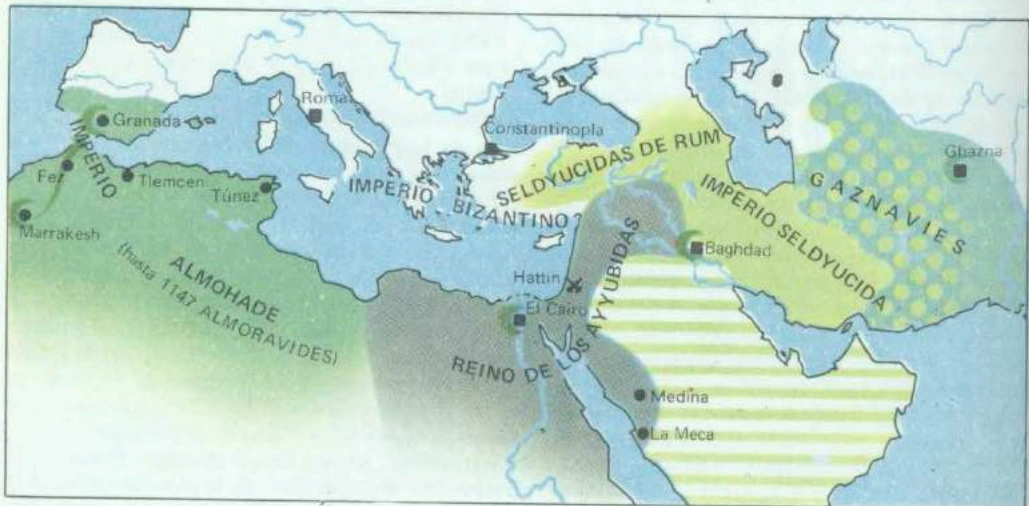 Roma
Granada
Constantinopla
Ghazna
IMPERIO
Fez
Tlemcen
Túnez
IMPERIO
BIZANTINO
SELDYUCIDAS DE RUM
IMPERIO SELDYUCIDA
GAZNAVIES
Marrakesh
ALMOHADE
(hasta 1147 ALMORAVIDES)
Baghdad
Hattin
El Cairo
REINO DE LOS AYYUBIDAS
Medina
La Meca